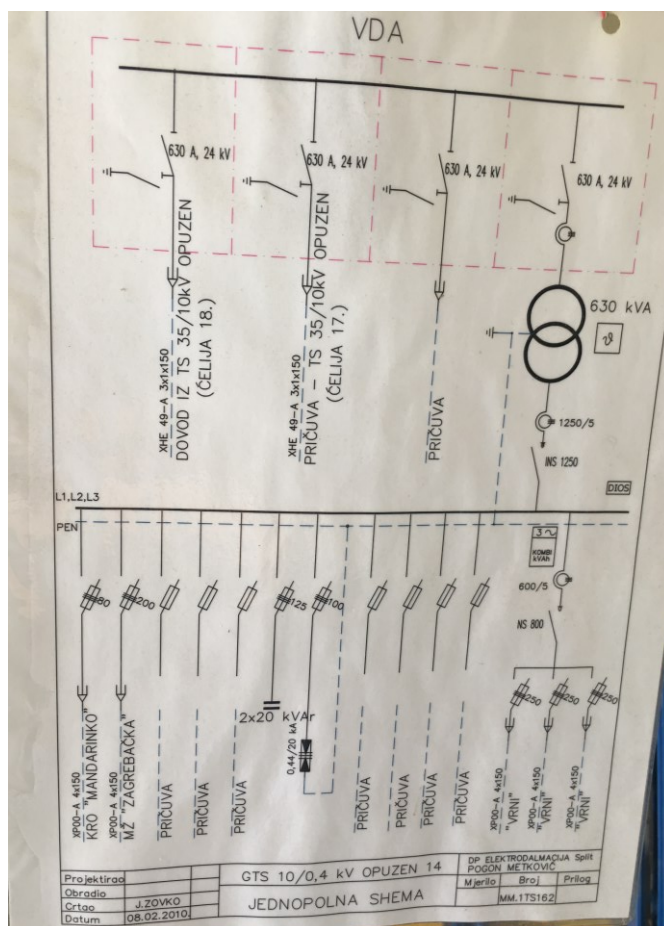 VDA
630 A, 24 kV
630 A, 24 kV
630 A, 24 kV
630 A, 24 kV
XHE 49-A 3x1x150
DOVOD IZ TS 35/10kV OPUZEN
(ĆELIJA 18.)
XHE 49-A 3x1x150
PRIČUVA - TS 35/10kV OPUZEN
(ĆELIJA 17.)
PRIČUVA
630 kVA
ϑ
1250/5
INS 1250
DIOS
L1,L2,L3
PEN
3 ~
KOMBI
kVAh
600/5
NS 800
80
200
125
100
250
250
250
2x20 kVAr
0,44/20 kA
XP00-A 4x150
KRO "MANDARINKO"
XP00-A 4x150
MŽ "ZAGREBAČKA"
PRIČUVA
PRIČUVA
PRIČUVA
PRIČUVA
PRIČUVA
PRIČUVA
PRIČUVA
XP00-A 4x150
"VRNI"
XP00-A 4x150
"VRNI"
XP00-A 4x150
"VRNI"
Projektirao
Obradio
Crtao J.ZOVKO
Datum 08.02.2010.
GTS 10/0,4 kV OPUZEN 14
JEDNOPOLNA SHEMA
DP ELEKTRODALMACIJA Split
POGON METKOVIĆ
Mjerilo Broj Prilog
MM.1TS162